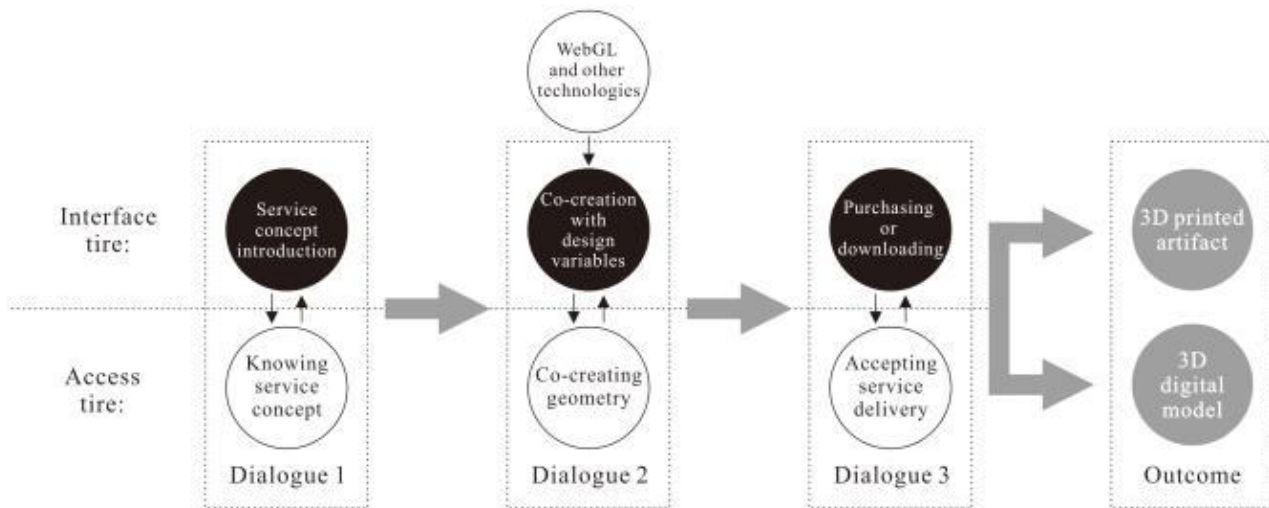 WebGL
and other
technologies
Interface
tire:
Service
concept
introduction
Co-creation
with
design
variables
Purchasing
or
downloading
3D printed
artifact
Access
tire:
Knowing
service
concept
Co-creating
geometry
Accepting
service
delivery
3D
digital
model
Dialogue 1
Dialogue 2
Dialogue 3
Outcome